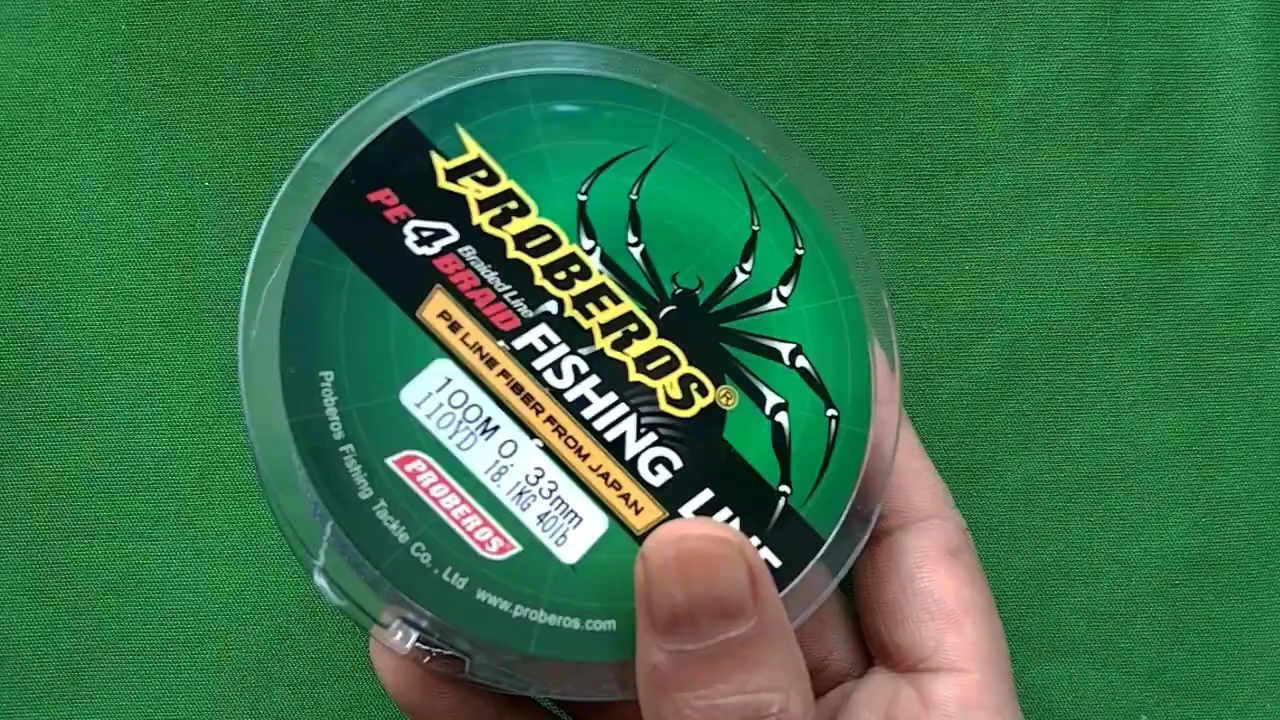 PROBEROS®
PE 4 BRAID
Braided Line
FISHING LINE
PE LINE FIBER FROM JAPAN
100M 0.33mm
110YD 18.1KG 40lb
PROBEROS
Proberos Fishing Tackle Co., Ltd www.proberos.com